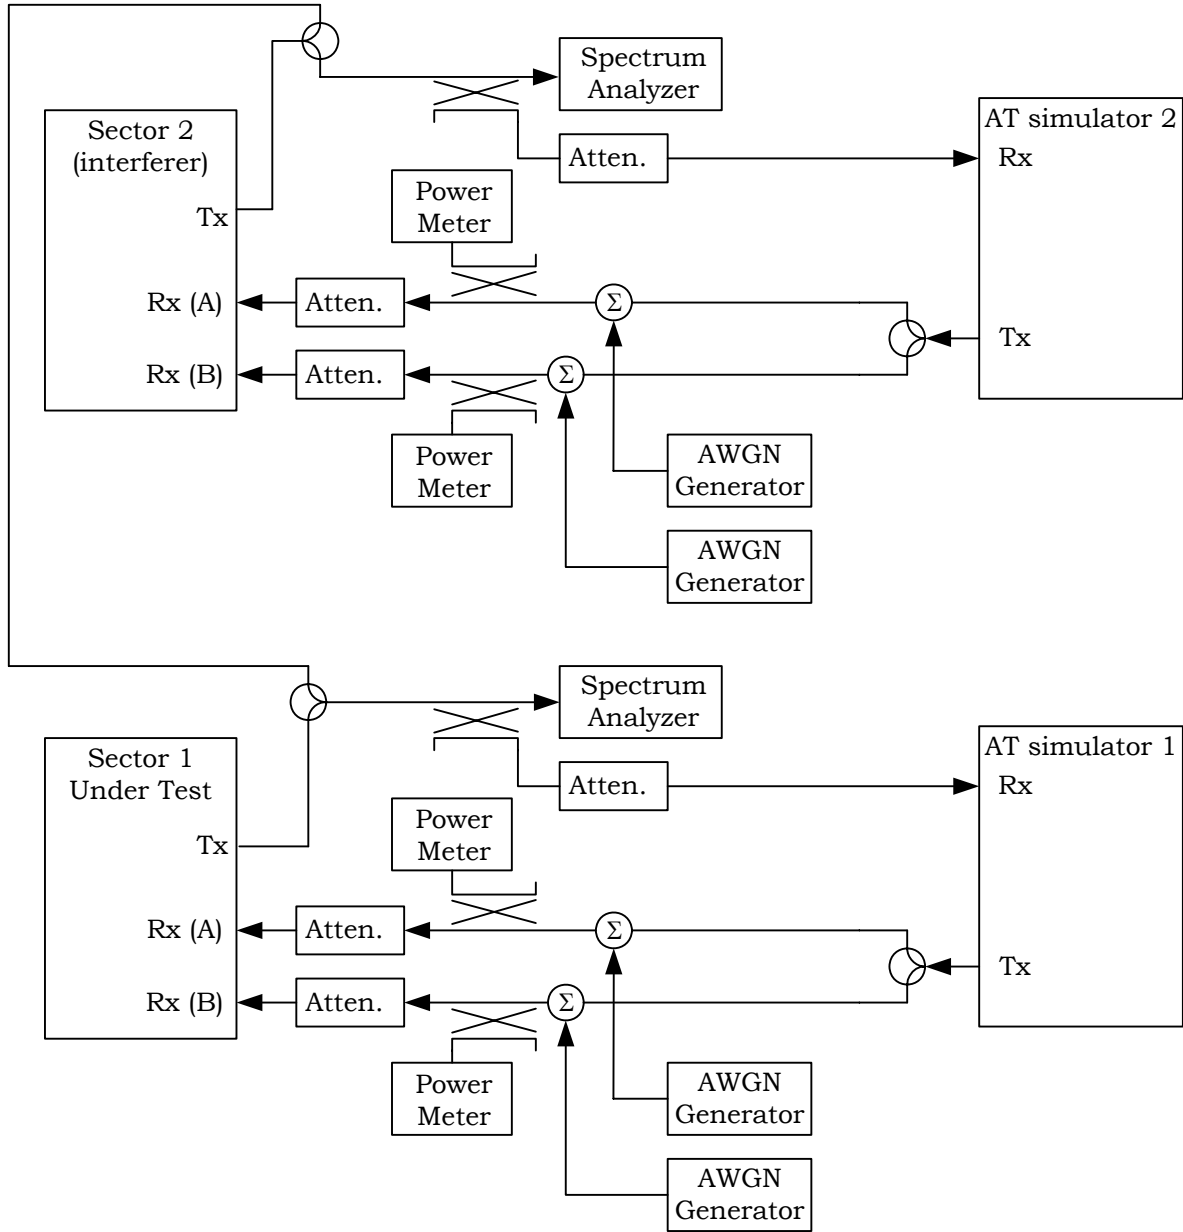 Spectrum
Analyzer
Sector 2
(interferer)
AT simulator 2
Atten.
Rx
Power
Meter
Tx
Rx (A)
Atten.
Σ
Tx
Rx (B)
Atten.
Σ
Power
Meter
AWGN
Generator
AWGN
Generator
Spectrum
Analyzer
Sector 1
Under Test
AT simulator 1
Atten.
Rx
Power
Meter
Tx
Rx (A)
Atten.
Σ
Tx
Rx (B)
Atten.
Σ
Power
Meter
AWGN
Generator
AWGN
Generator